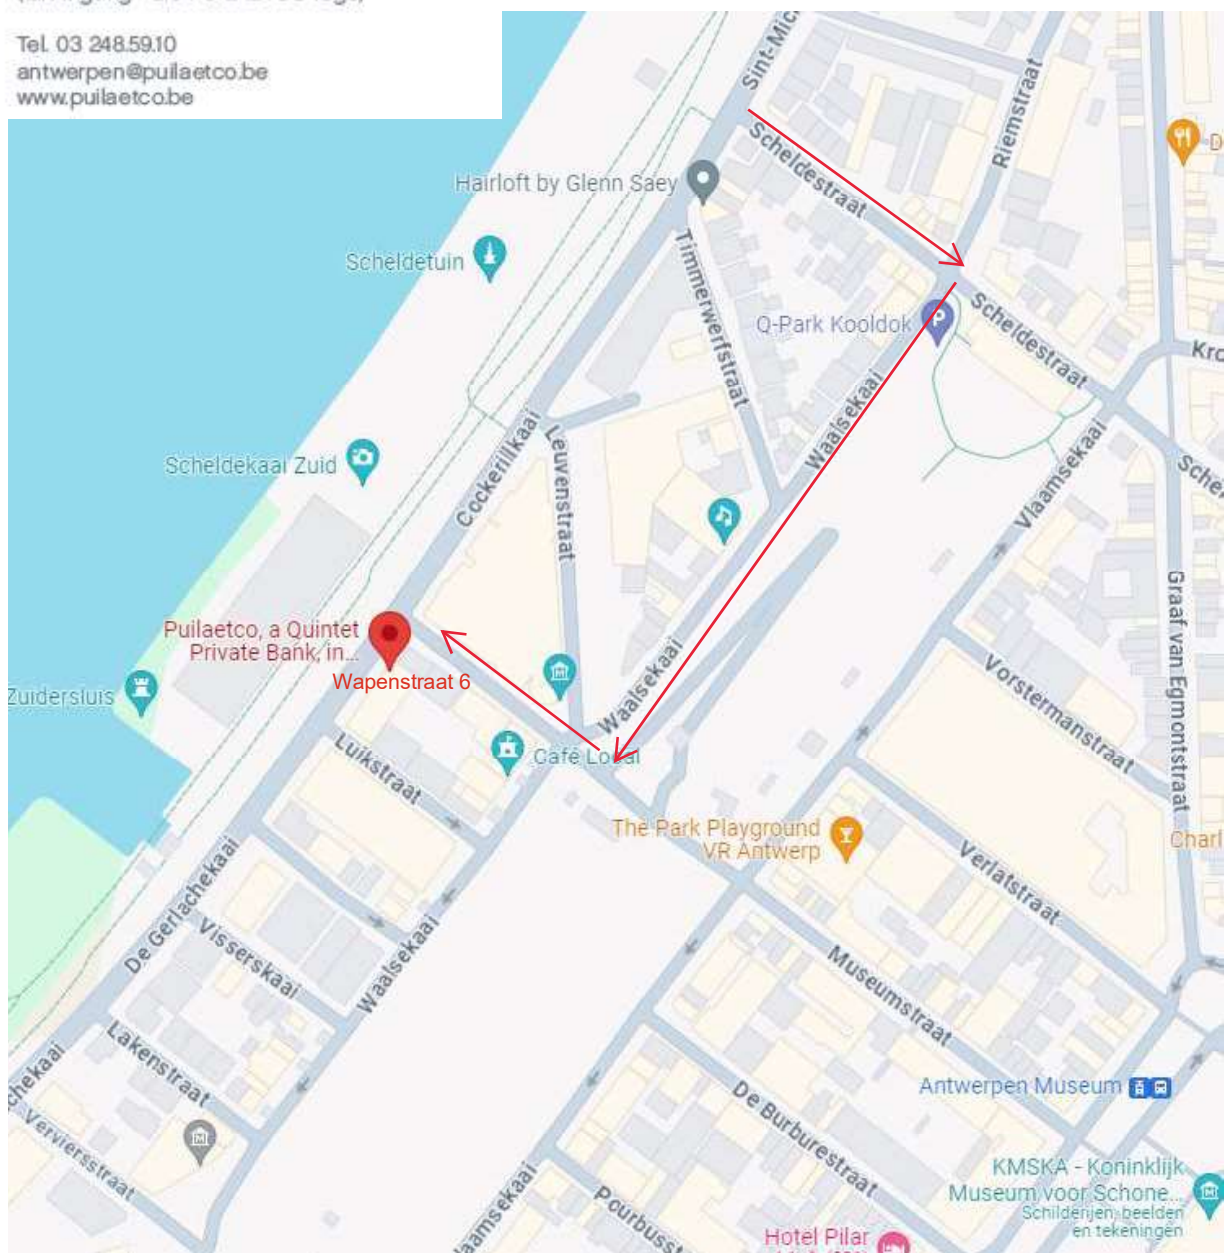 Tel. 03 248.59.10
antwerpen@puilaetco.be
www.puilaetco.be
Sint-Mic
Riemstraat
Scheldestraat
D
Hairloft by Glenn Saey
Scheldetuin
Timmerwerfstraat
Q-Park Kooldok
Scheldestraat
Kro
Waalsekaai
Cockerillkaai
Leuvenstraat
Scheldekaai Zuid
Vlaamsekaai
Sche
Graaf van Egmontstraat
Puilaetco, a Quintet
Private Bank, in...
Wapenstraat 6
Zuidersluis
Waalsekaai
Vorstermanstraat
Luikstraat
Café Local
The Park Playground
VR Antwerp
Charl
Verlatstraat
De Gerlachekaai
Visserskaai
Waalsekaai
Museumstraat
Lakenstraat
chekaai
Verviersstraat
Antwerpen Museum
De Burburestraat
KMSKA - Koninklijk
Museum voor Schone...
Schilderijen, beelden
en tekeningen
Vlaamsekaai
Pourbusst
Hotel Pilar